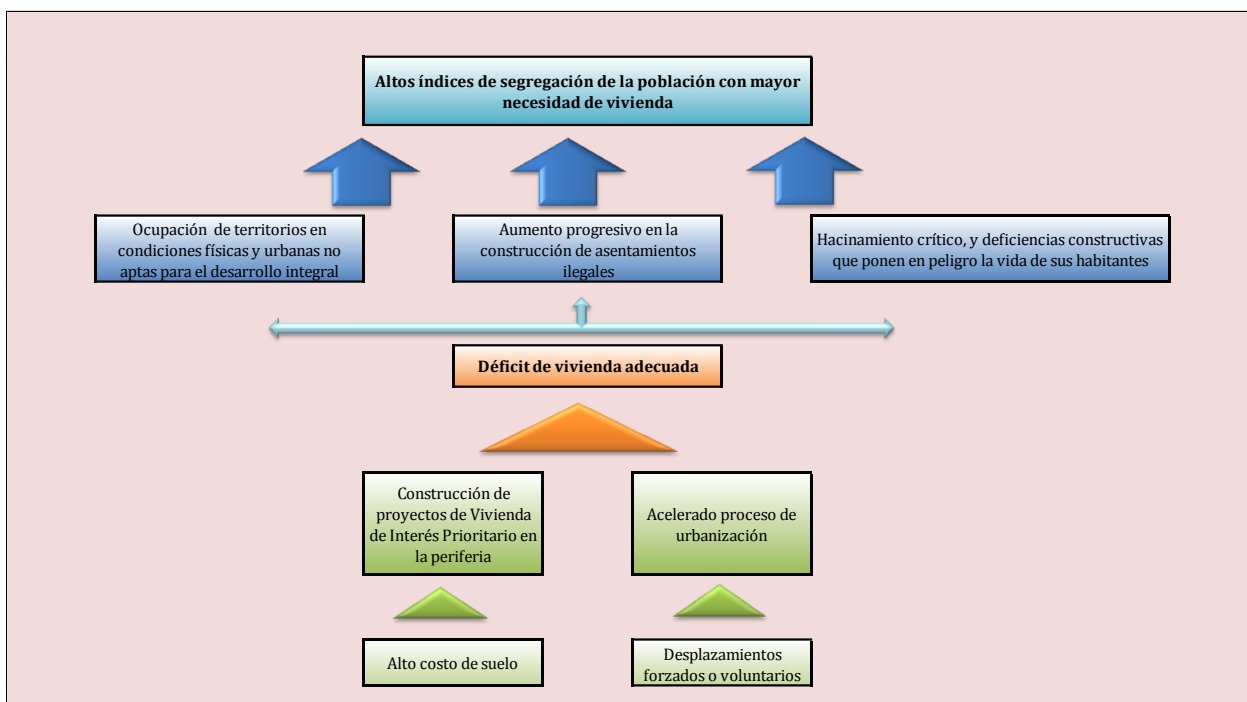 Altos índices de segregación de la población con mayor
necesidad de vivienda
Ocupación de territorios en
condiciones físicas y urbanas no
aptas para el desarrollo integral
Aumento progresivo en la
construcción de asentamientos
ilegales
Hacinamiento crítico, y deficiencias constructivas
que ponen en peligro la vida de sus habitantes
Déficit de vivienda adecuada
Construcción de
proyectos de Vivienda
de Interés Prioritario en
la periferia
Acelerado proceso de
urbanización
Alto costo de suelo
Desplazamientos
forzados o voluntarios